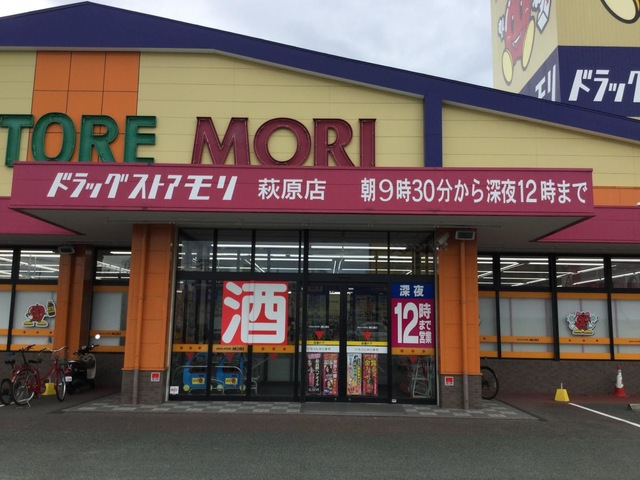 TORE MORI
ドラッグ
ドラッグストアモリ 萩原店 朝9時30分から深夜12時まで
酒
深夜
12時まで営業